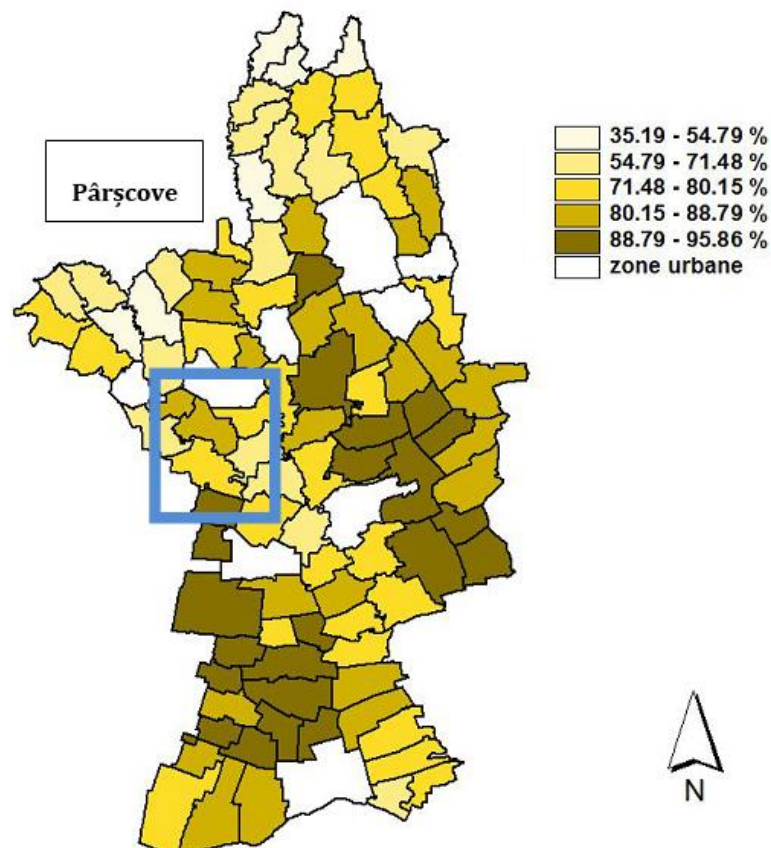 Pârșcove
35.19 - 54.79 %
54.79 - 71.48 %
71.48 - 80.15 %
80.15 - 88.79 %
88.79 - 95.86 %
zone urbane
N